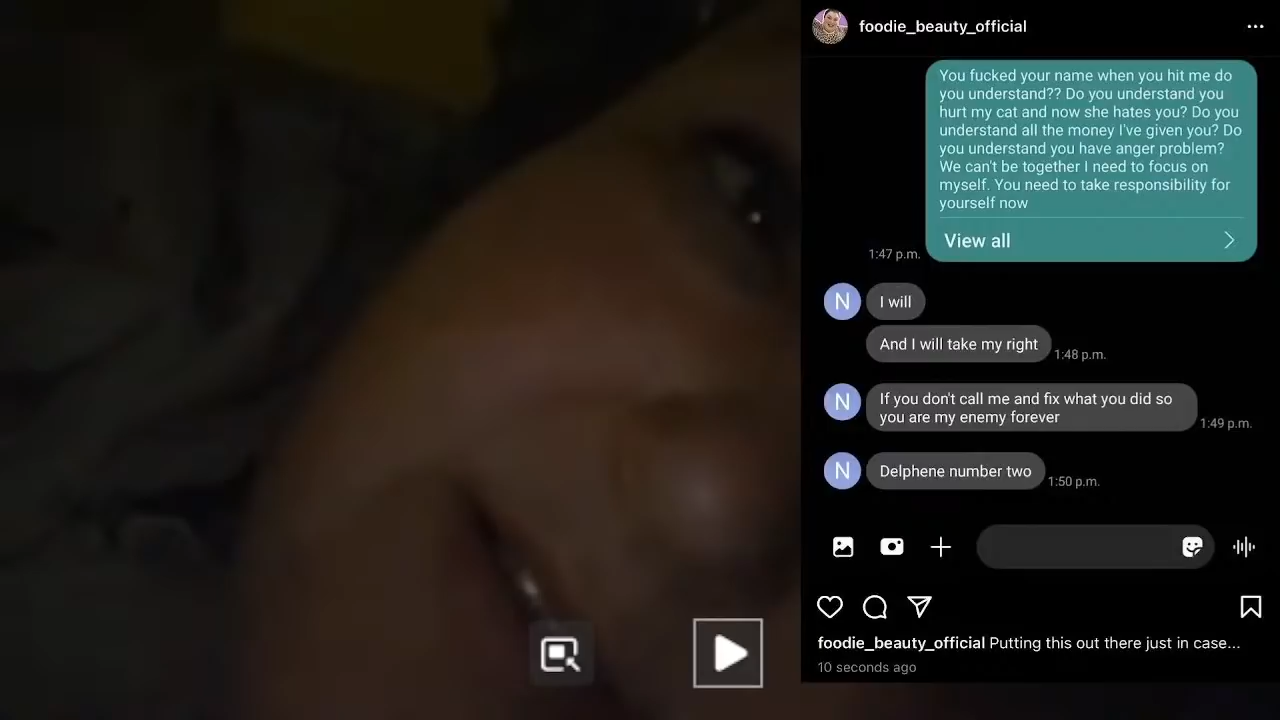 foodie_beauty_official
You fucked your name when you hit me do
you understand?? Do you understand you
hurt my cat and now she hates you? Do you
understand all the money I've given you? Do
you understand you have anger problem?
We can't be together I need to focus on
myself. You need to take responsibility for
yourself now
View all
1:47 p.m.
N I will
And I will take my right 1:48 p.m.
N If you don't call me and fix what you did so
you are my enemy forever 1:49 p.m.
N Delphene number two 1:50 p.m.
foodie_beauty_official Putting this out there just in case...
10 seconds ago